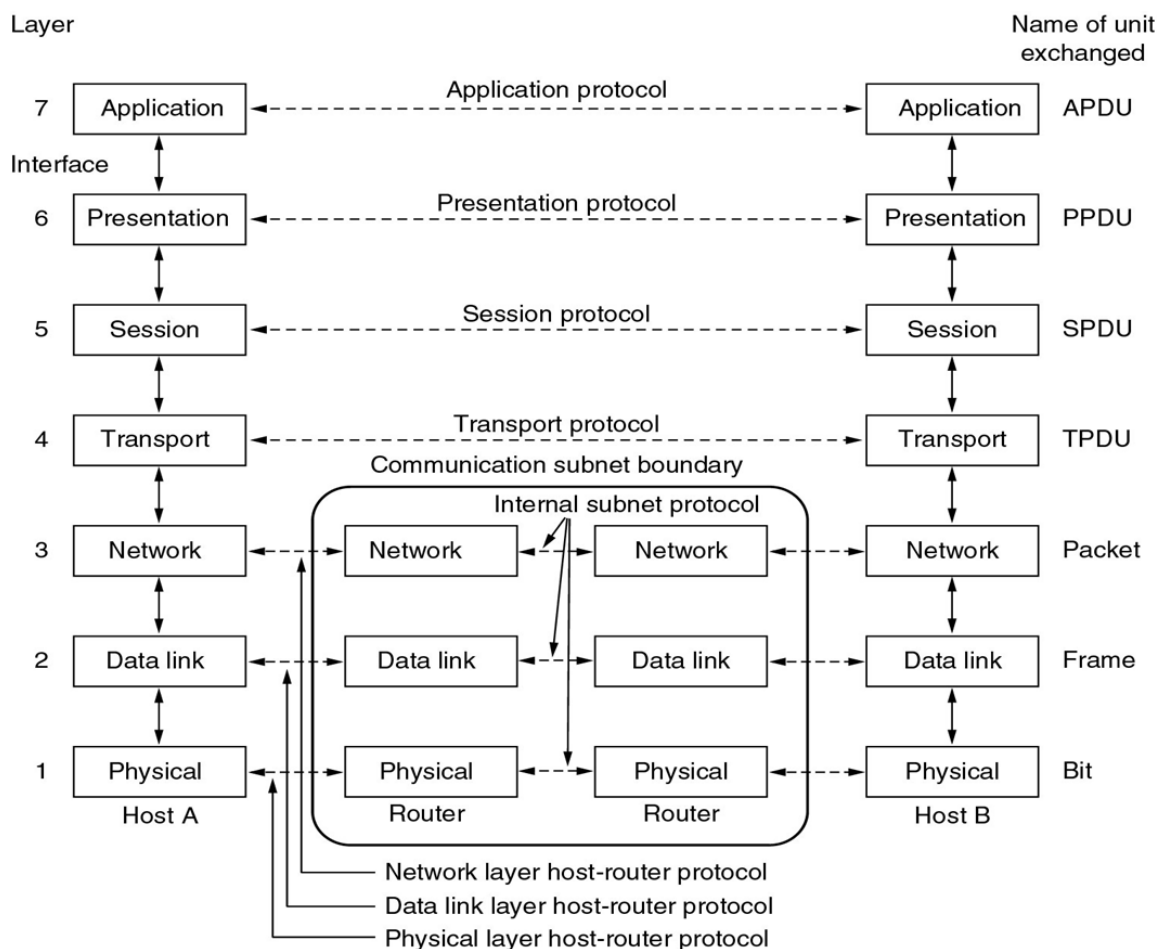 Layer
Name of unit
exchanged
7 Application Application protocol Application APDU
Interface
6 Presentation Presentation protocol Presentation PPDU
5 Session Session protocol Session SPDU
4 Transport Transport protocol Transport TPDU
Communication subnet boundary
Internal subnet protocol
3 Network Network Network Network Packet
2 Data link Data link Data link Data link Frame
1 Physical Physical Physical Physical Bit
Host A Router Router Host B
Network layer host-router protocol
Data link layer host-router protocol
Physical layer host-router protocol